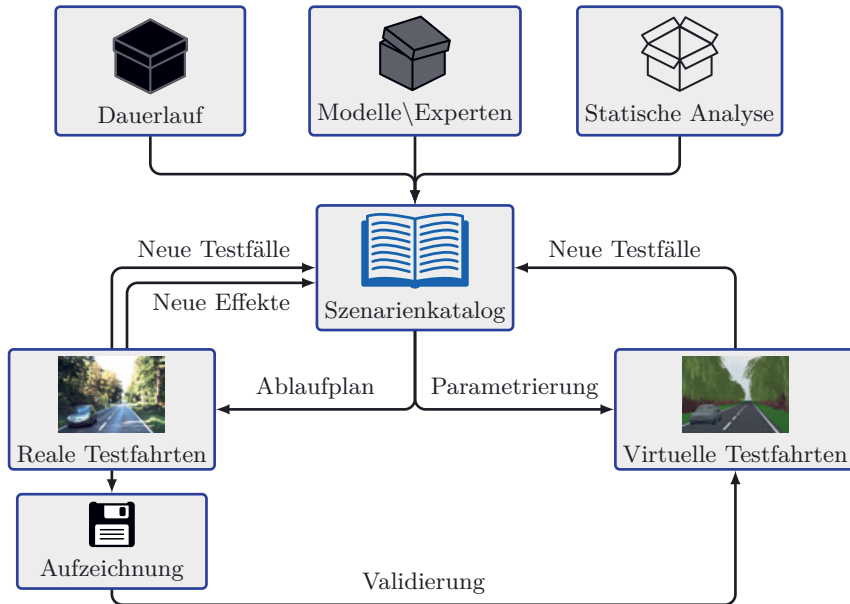 Dauerlauf
Modelle\Experten
Statische Analyse
Neue Testfälle
Neue Testfälle
Neue Effekte
Szenarienkatalog
Ablaufplan
Parametrierung
Reale Testfahrten
Virtuelle Testfahrten
Aufzeichnung
Validierung